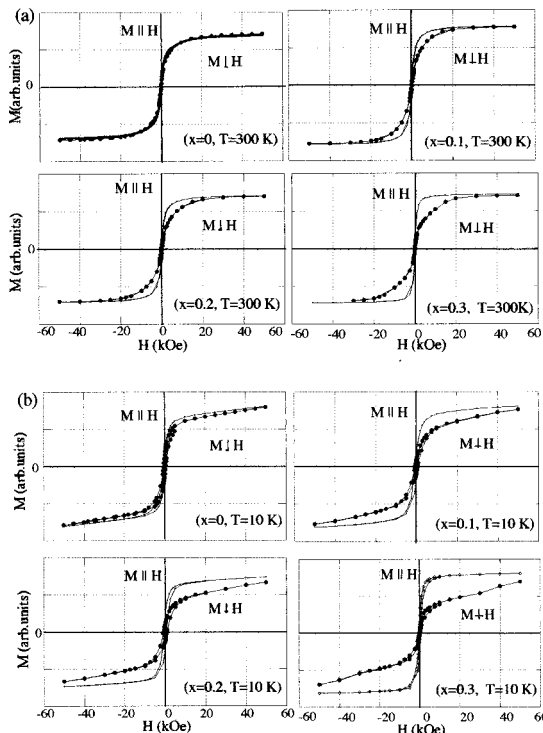 (a)
M || H
M ⊥ H
M(arb.units)
0
(x=0, T=300 K)
M || H
M⊥H
(x=0.1, T=300 K)
M || H
M⊥H
M (arb.units)
0
(x=0.2, T=300 K)
-60 -40 -20 0 20 40
H (kOe)
M || H
M⊥H
(x=0.3, T=300K)
-60 -40 -20 0 20 40 60
H (kOe)
(b)
M || H
M⊥H
M (arb.units)
0
(x=0, T=10 K)
M || H
M⊥H
(x=0.1, T=10 K)
M || H
M⊥H
M (arb.units)
0
(x=0.2, T=10 K)
-60 -40 -20 0 20 40 60
H (kOe)
M || H
M⊥H
(x=0.3, T=10 K)
-40 -20 0 20 40 60
H (kOe)